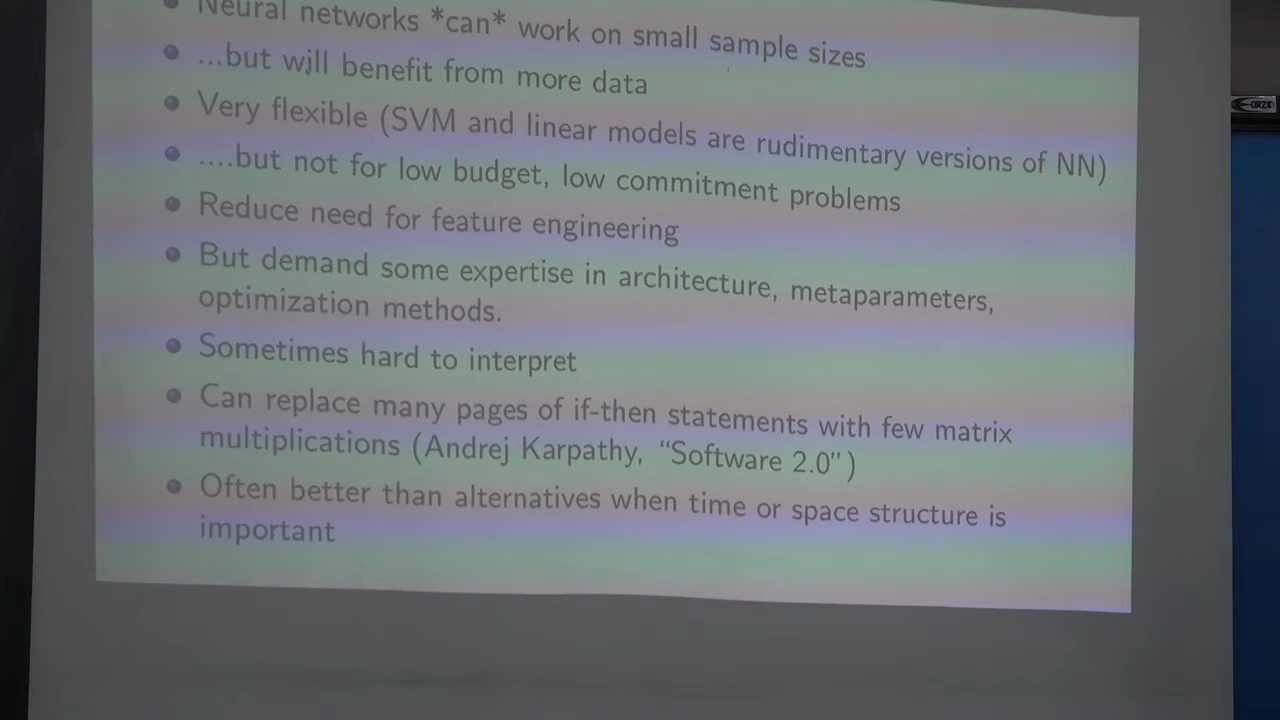 Neural networks *can* work on small sample sizes
...but will benefit from more data
Very flexible (SVM and linear models are rudimentary versions of NN)
....but not for low budget, low commitment problems
Reduce need for feature engineering
But demand some expertise in architecture, metaparameters,
optimization methods.
Sometimes hard to interpret
Can replace many pages of if-then statements with few matrix
multiplications (Andrej Karpathy, “Software 2.0”)
Often better than alternatives when time or space structure is
important